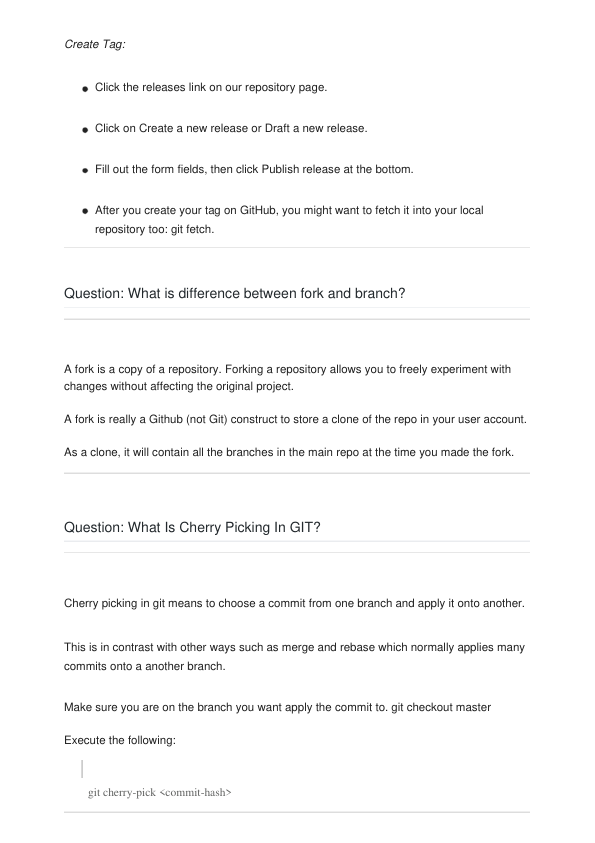 Create Tag:
● Click the releases link on our repository page.
● Click on Create a new release or Draft a new release.
● Fill out the form fields, then click Publish release at the bottom.
● After you create your tag on GitHub, you might want to fetch it into your local
repository too: git fetch.
Question: What is difference between fork and branch?
A fork is a copy of a repository. Forking a repository allows you to freely experiment with
changes without affecting the original project.
A fork is really a Github (not Git) construct to store a clone of the repo in your user account.
As a clone, it will contain all the branches in the main repo at the time you made the fork.
Question: What Is Cherry Picking In GIT?
Cherry picking in git means to choose a commit from one branch and apply it onto another.
This is in contrast with other ways such as merge and rebase which normally applies many
commits onto a another branch.
Make sure you are on the branch you want apply the commit to. git checkout master
Execute the following:
git cherry-pick <commit-hash>